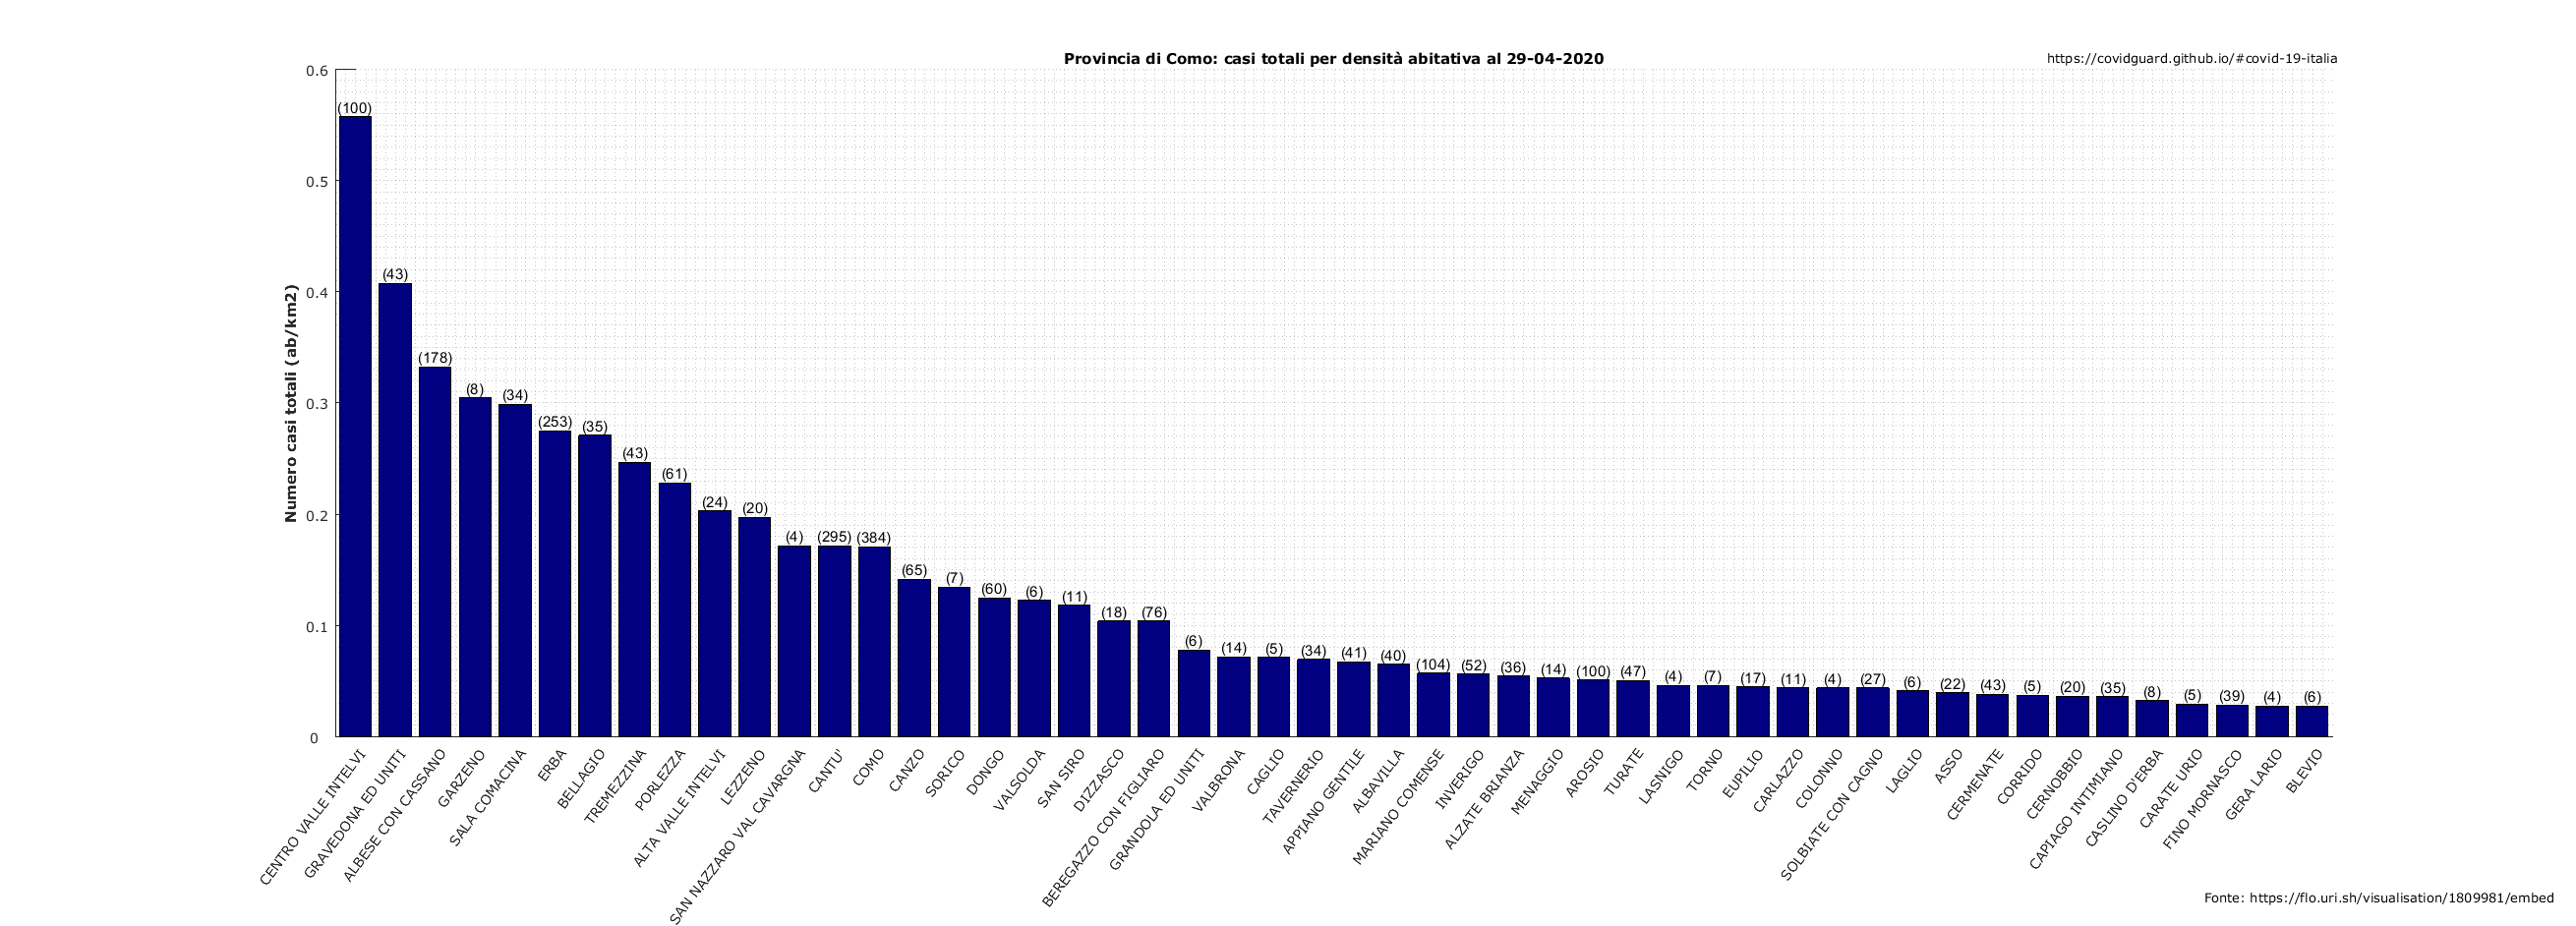 Provincia di Como: casi totali per densità abitativa al 29-04-2020
https://covidguard.github.io/#covid-19-italia
Numero casi totali (ab/km2)
0.6
0.5
0.4
0.3
0.2
0.1
0
(100)
(43)
(178)
(8)
(34)
(253)
(35)
(43)
(61)
(24)
(20)
(4)
(295)
(384)
(65)
(7)
(60)
(6)
(11)
(18)
(76)
(6)
(14)
(5)
(34)
(41)
(40)
(104)
(52)
(36)
(14)
(100)
(47)
(4)
(7)
(17)
(11)
(4)
(27)
(6)
(22)
(43)
(5)
(20)
(35)
(8)
(5)
(39)
(4)
(6)
CENTRO VALLE INTELVI
GRAVEDONA ED UNITI
ALBESE CON CASSANO
GARZENO
SALA COMACINA
ERBA
BELLAGIO
TREMEZZINA
PORLEZZA
ALTA VALLE INTELVI
LEZZENO
SAN NAZZARO VAL CAVARGNA
CANTU'
COMO
CANZO
SORICO
DONGO
VALSOLDA
SAN SIRO
DIZZASCO
BEREGAZZO CON FIGLIARO
GRANDOLA ED UNITI
VALBRONA
CAGLIO
TAVERNERIO
APPIANO GENTILE
ALBAVILLA
MARIANO COMENSE
INVERIGO
ALZATE BRIANZA
MENAGGIO
AROSIO
TURATE
LASNIGO
TORNO
EUPILIO
CARLAZZO
COLONNO
SOLBIATE CON CAGNO
LAGLIO
ASSO
CERMENATE
CORRIDO
CERNOBBIO
CAPIAGO INTIMIANO
CASLINO D'ERBA
CARATE URIO
FINO MORNASCO
GERA LARIO
BLEVIO
Fonte: https://flo.uri.sh/visualisation/1809981/embed